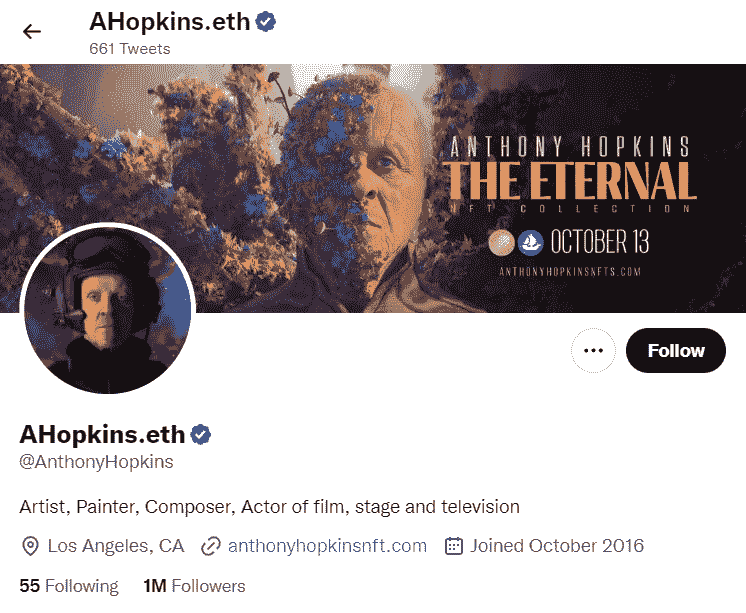 AHopkins.eth
661 Tweets
ANTHONY HOPKINS
THE ETERNAL
NFT COLLECTION
OCTOBER 13
ANTHONYHOPKINSNFTS.COM
Follow
AHopkins.eth
@AnthonyHopkins
Artist, Painter, Composer, Actor of film, stage and television
Los Angeles, CA anthonyhopkinsnft.com Joined October 2016
55 Following 1M Followers